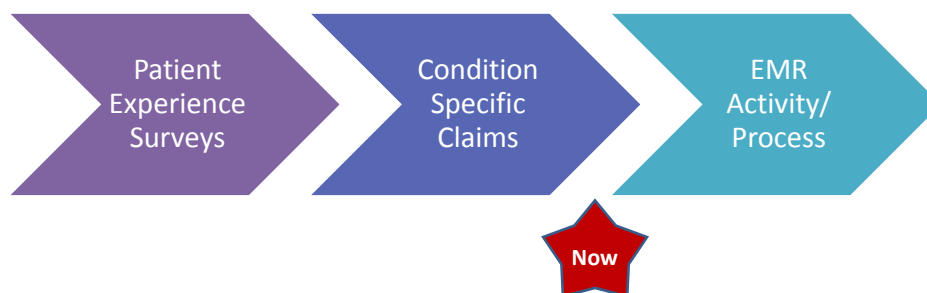 Patient
Experience
Surveys
Condition
Specific
Claims
EMR
Activity/
Process
Now